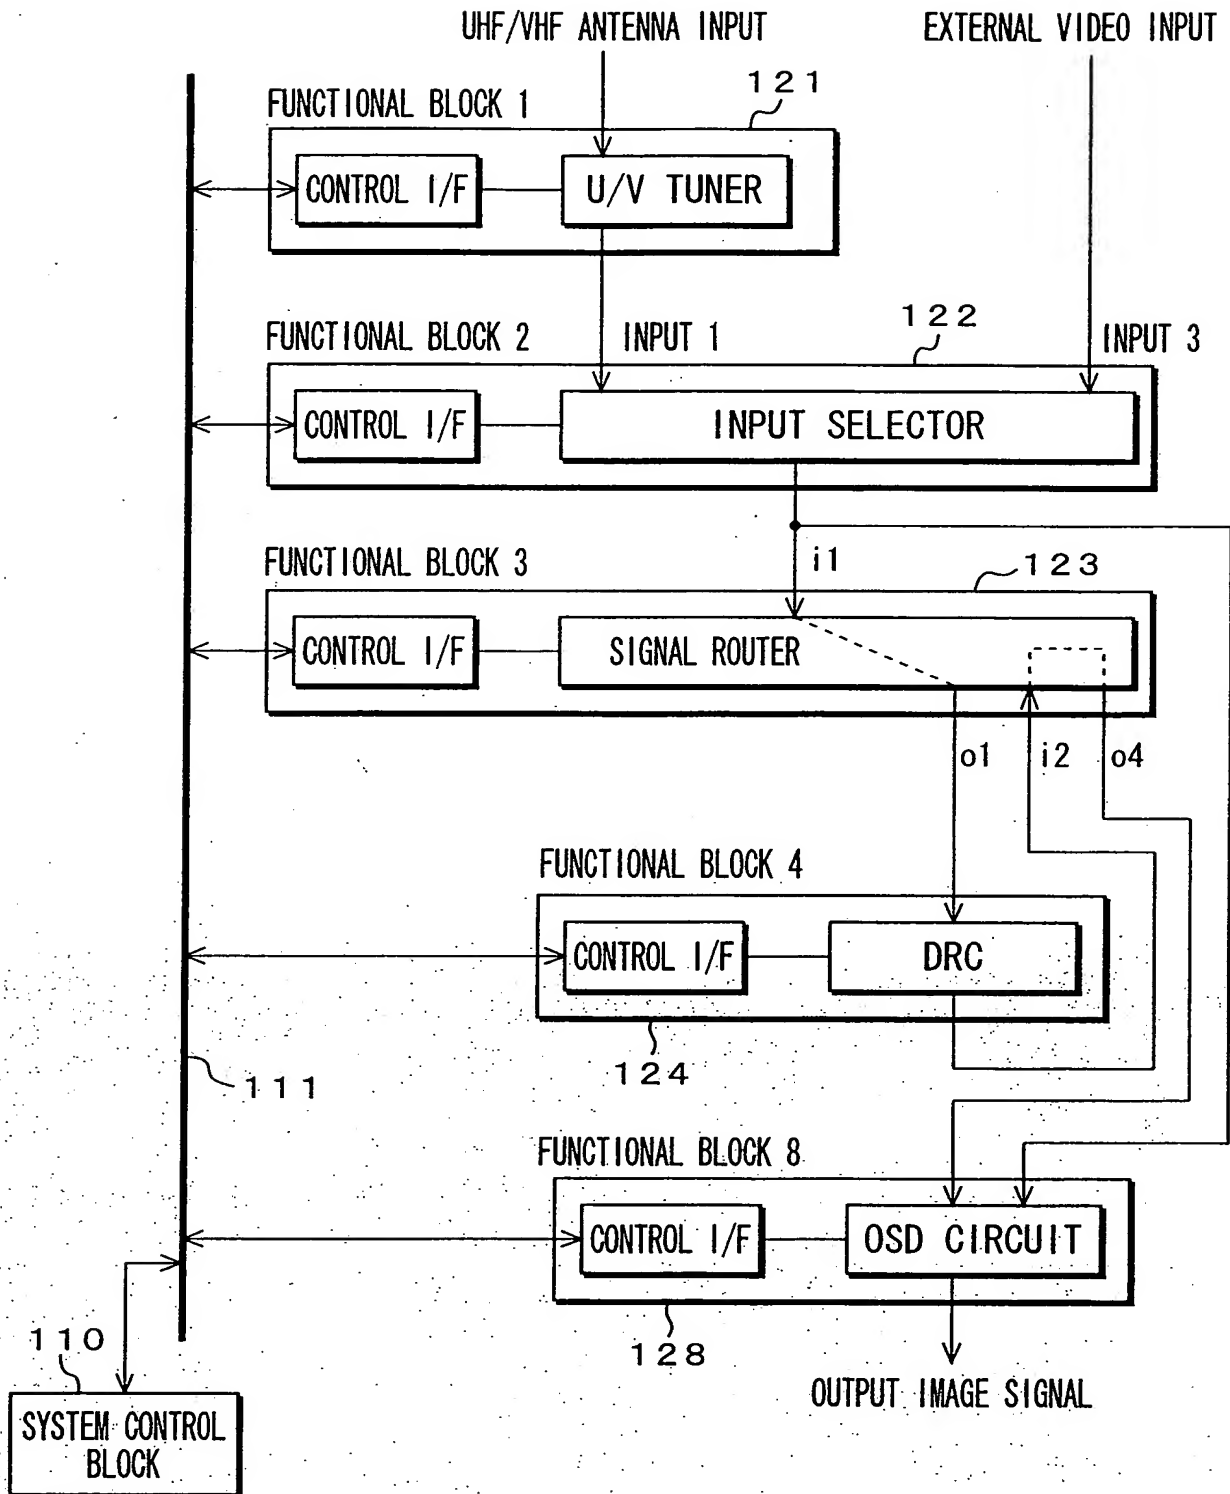 UHF/VHF ANTENNA INPUT
EXTERNAL VIDEO INPUT
FUNCTIONAL BLOCK 1
121
CONTROL I/F
U/V TUNER
FUNCTIONAL BLOCK 2
INPUT 1
122
INPUT 3
CONTROL I/F
INPUT SELECTOR
FUNCTIONAL BLOCK 3
i1
123
CONTROL I/F
SIGNAL ROUTER
o1
i2
o4
FUNCTIONAL BLOCK 4
CONTROL I/F
DRC
124
111
FUNCTIONAL BLOCK 8
CONTROL I/F
OSD CIRCUIT
110
128
OUTPUT IMAGE SIGNAL
SYSTEM CONTROL
BLOCK